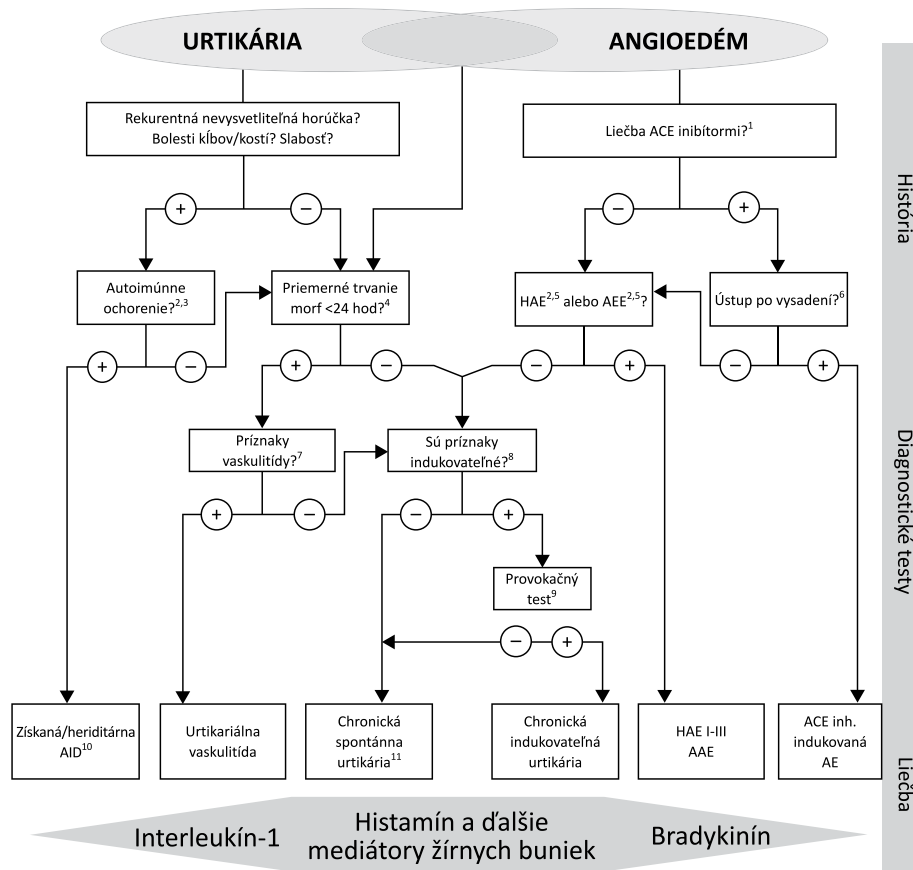 URTIKÁRIA
ANGIOEDÉM
Rekurentná nevysvetliteľná horúčka?
Bolesti kĺbov/kostí? Slabosť?
Liečba ACE inibítormi?¹
+
−
−
+
Autoimúnne
ochorenie?²,³
Priemerné trvanie
morf <24 hod?⁴
HAE²,⁵ alebo AEE²,⁵?
Ústup po vysadení?⁶
+
−
+
−
−
+
−
+
Príznaky
vaskulitídy?⁷
Sú príznaky
indukovateľné?⁸
+
−
−
+
Provokačný
test⁹
−
+
Získaná/heriditárna
AID¹⁰
Urtikariálna
vaskulitída
Chronická
spontánna
urtikária¹¹
Chronická
indukovateľná
urtikária
HAE I-III
AAE
ACE inh.
indukovaná
AE
Interleukín-1
Histamín a ďalšie
mediátory žírnych buniek
Bradykinín
História
Diagnostické testy
Liečba